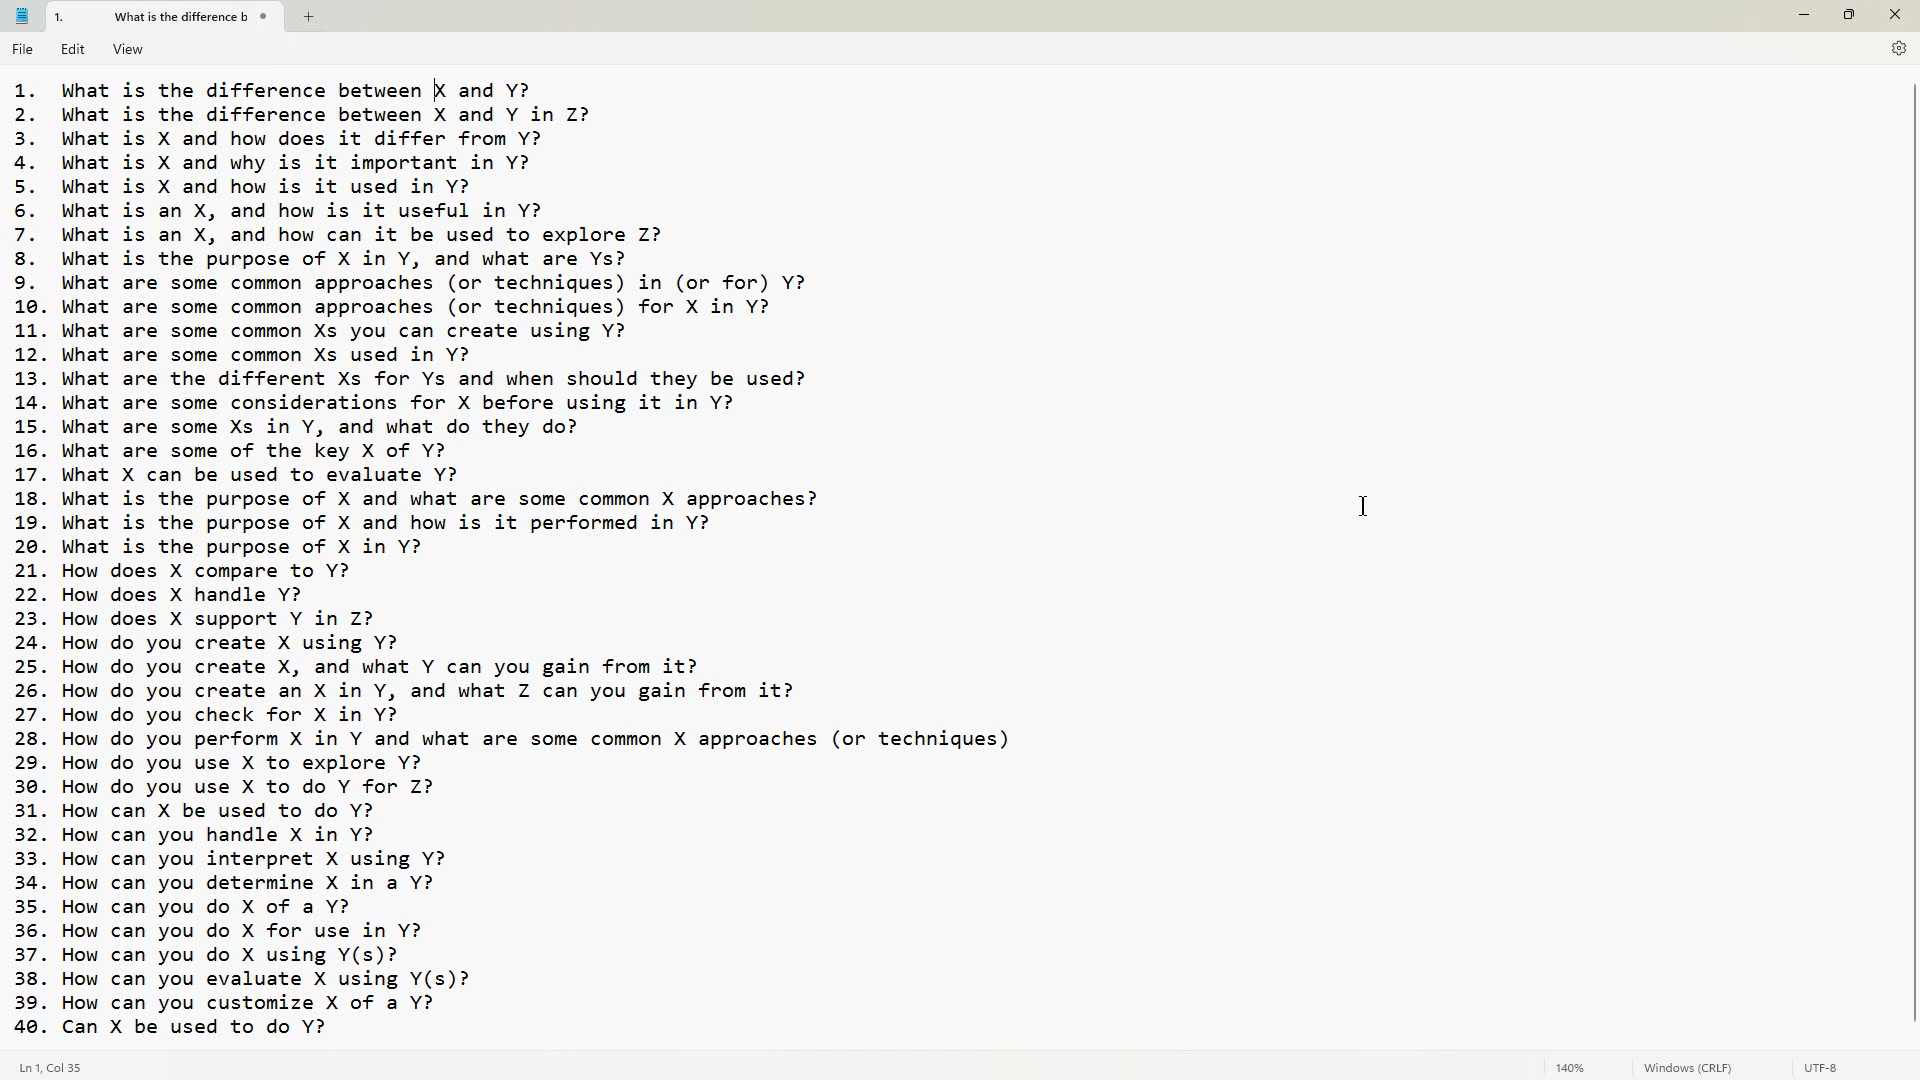 1. What is the difference b
File Edit View
1. What is the difference between X and Y?
2. What is the difference between X and Y in Z?
3. What is X and how does it differ from Y?
4. What is X and why is it important in Y?
5. What is X and how is it used in Y?
6. What is an X, and how is it useful in Y?
7. What is an X, and how can it be used to explore Z?
8. What is the purpose of X in Y, and what are Ys?
9. What are some common approaches (or techniques) in (or for) Y?
10. What are some common approaches (or techniques) for X in Y?
11. What are some common Xs you can create using Y?
12. What are some common Xs used in Y?
13. What are the different Xs for Ys and when should they be used?
14. What are some considerations for X before using it in Y?
15. What are some Xs in Y, and what do they do?
16. What are some of the key X of Y?
17. What X can be used to evaluate Y?
18. What is the purpose of X and what are some common X approaches?
19. What is the purpose of X and how is it performed in Y?
20. What is the purpose of X in Y?
21. How does X compare to Y?
22. How does X handle Y?
23. How does X support Y in Z?
24. How do you create X using Y?
25. How do you create X, and what Y can you gain from it?
26. How do you create an X in Y, and what Z can you gain from it?
27. How do you check for X in Y?
28. How do you perform X in Y and what are some common X approaches (or techniques)
29. How do you use X to explore Y?
30. How do you use X to do Y for Z?
31. How can X be used to do Y?
32. How can you handle X in Y?
33. How can you interpret X using Y?
34. How can you determine X in a Y?
35. How can you do X of a Y?
36. How can you do X for use in Y?
37. How can you do X using Y(s)?
38. How can you evaluate X using Y(s)?
39. How can you customize X of a Y?
40. Can X be used to do Y?
Ln 1, Col 35 140% Windows (CRLF) UTF-8